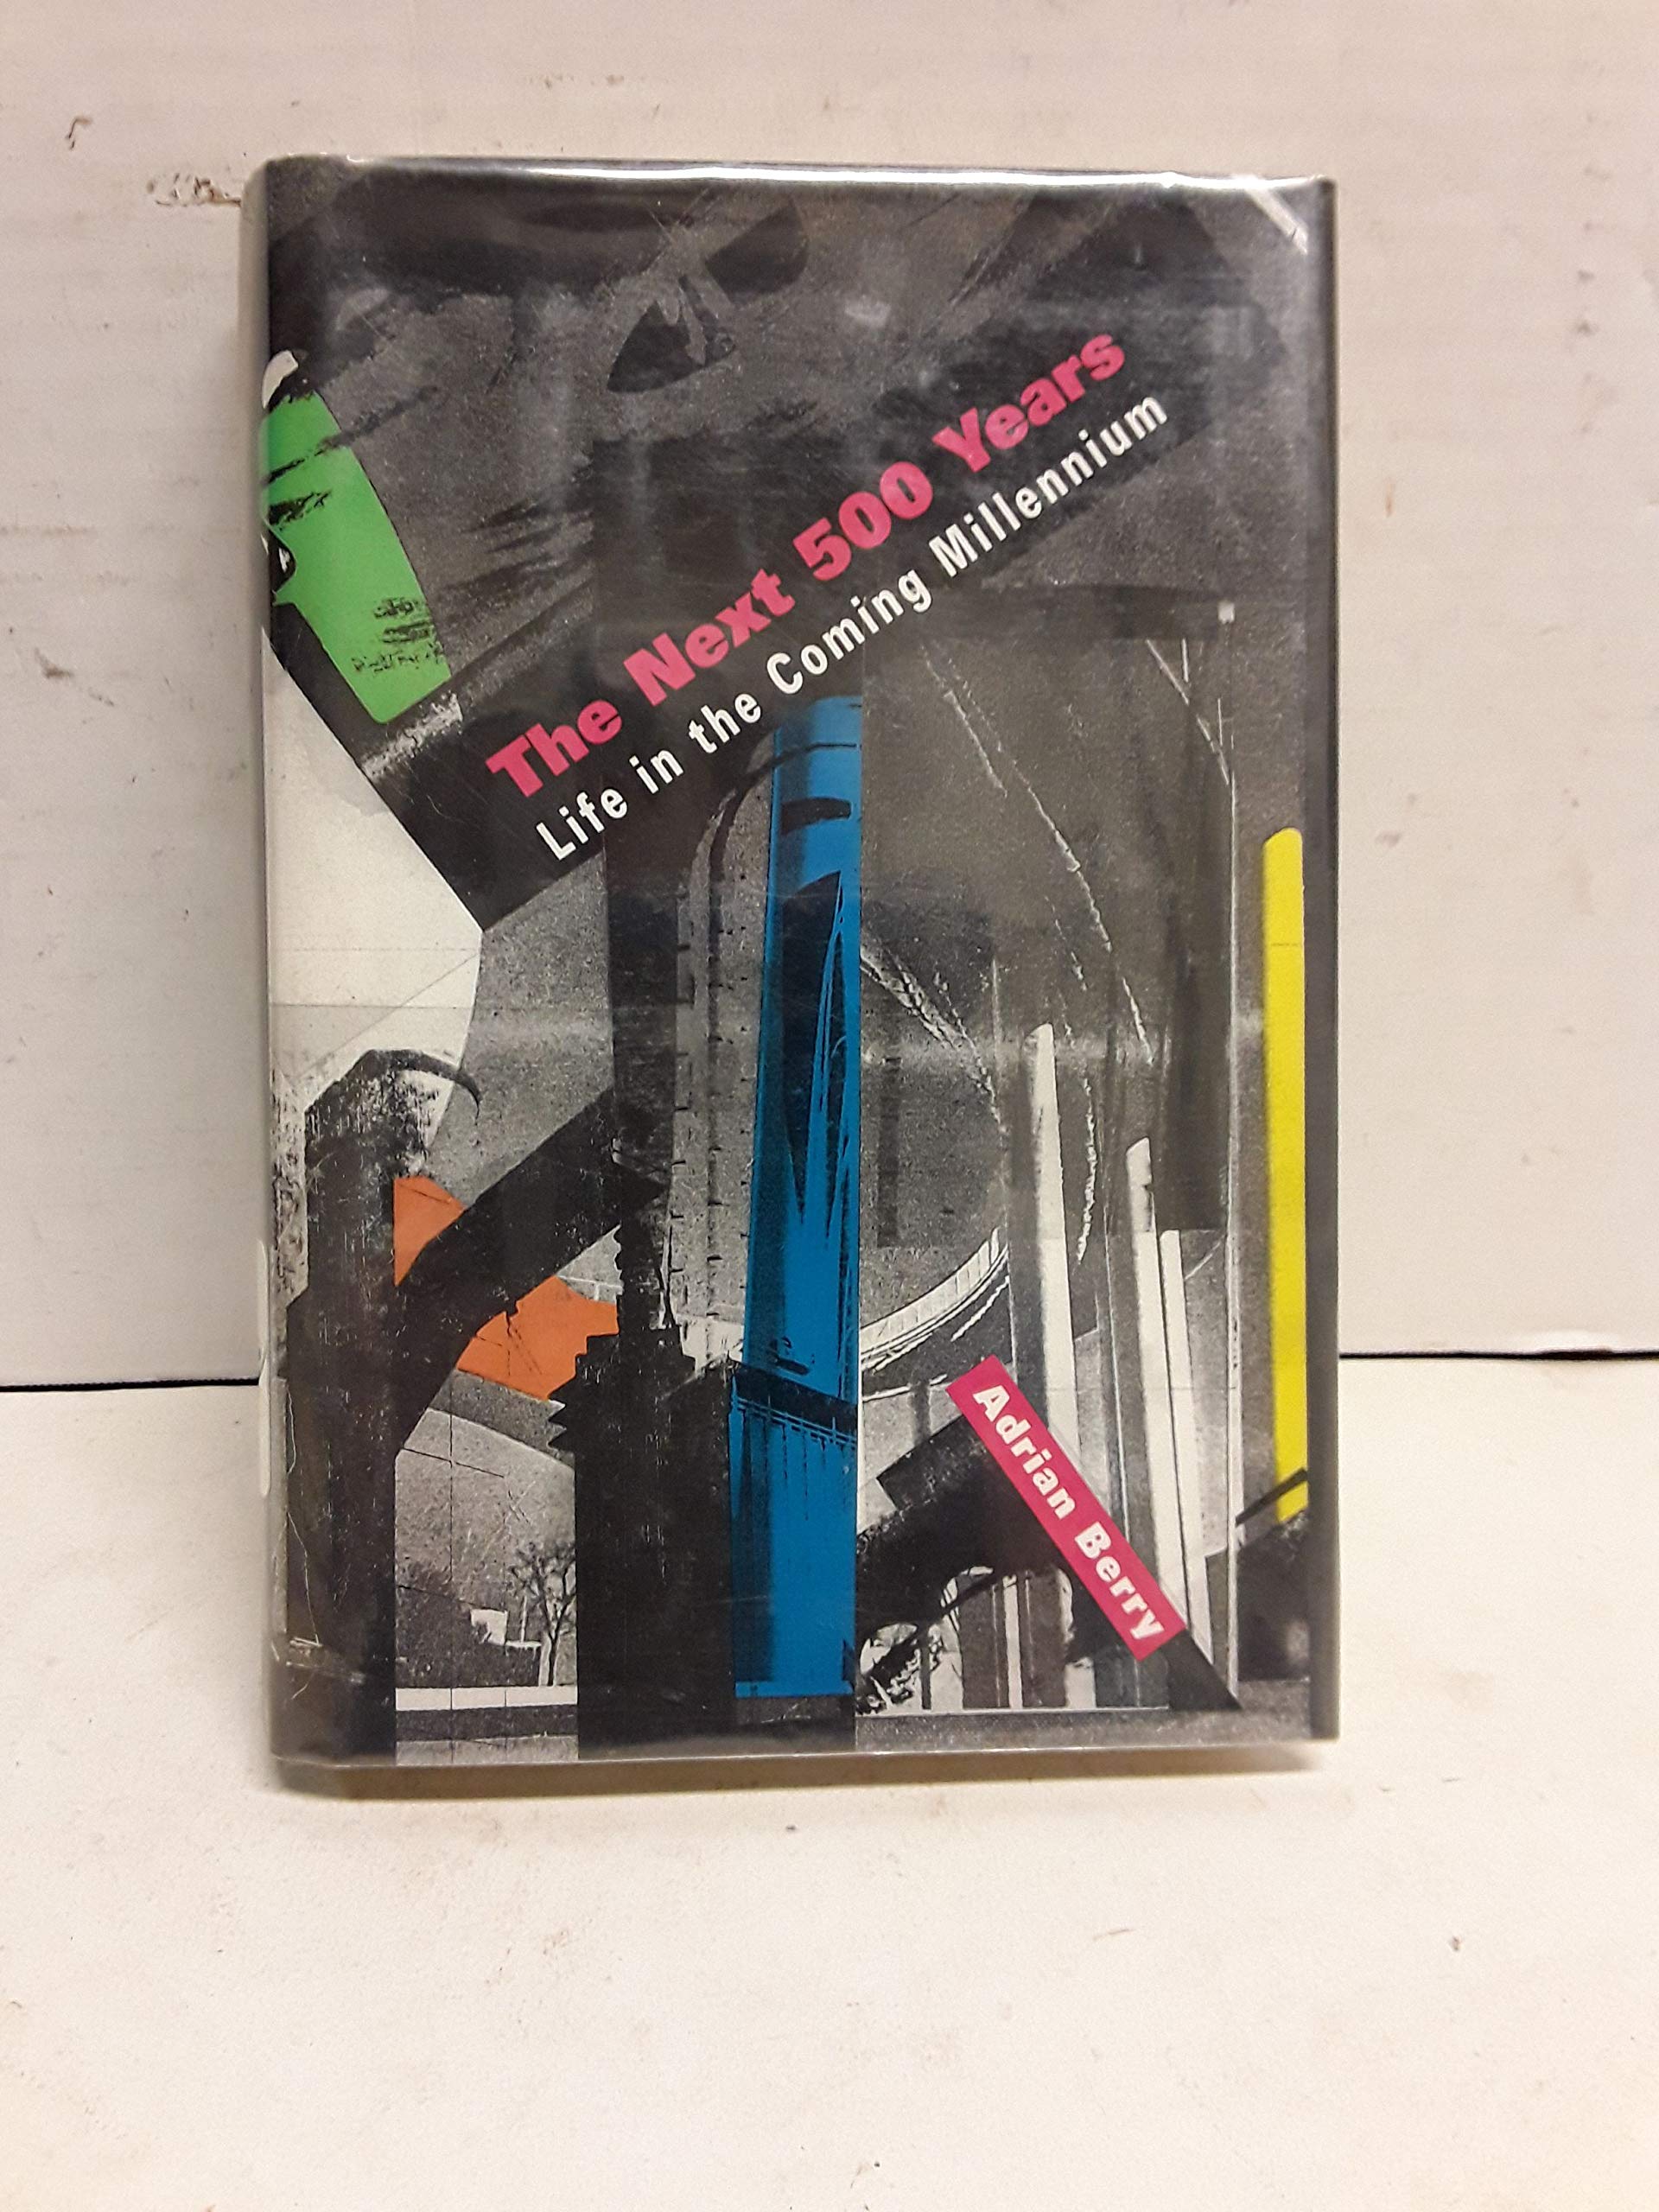 The Next 500 Years
Life in the Coming Millennium
Adrian Berry